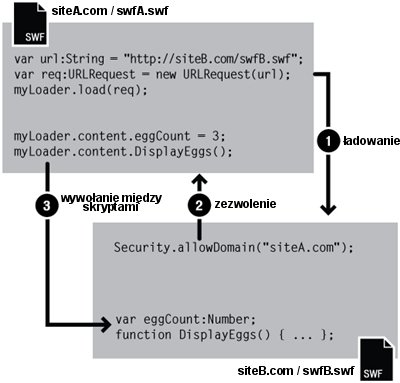 siteA.com / swfA.swf
SWF
var url:String = "http://siteB.com/swfB.swf";
var req:URLRequest = new URLRequest(url);
myLoader.load(req);
myLoader.content.eggCount = 3;
myLoader.content.DisplayEggs();
1 ładowanie
3 wywołanie między
skryptami
2 zezwolenie
Security.allowDomain("siteA.com");
var eggCount:Number;
function DisplayEggs() { ... };
siteB.com / swfB.swf
SWF